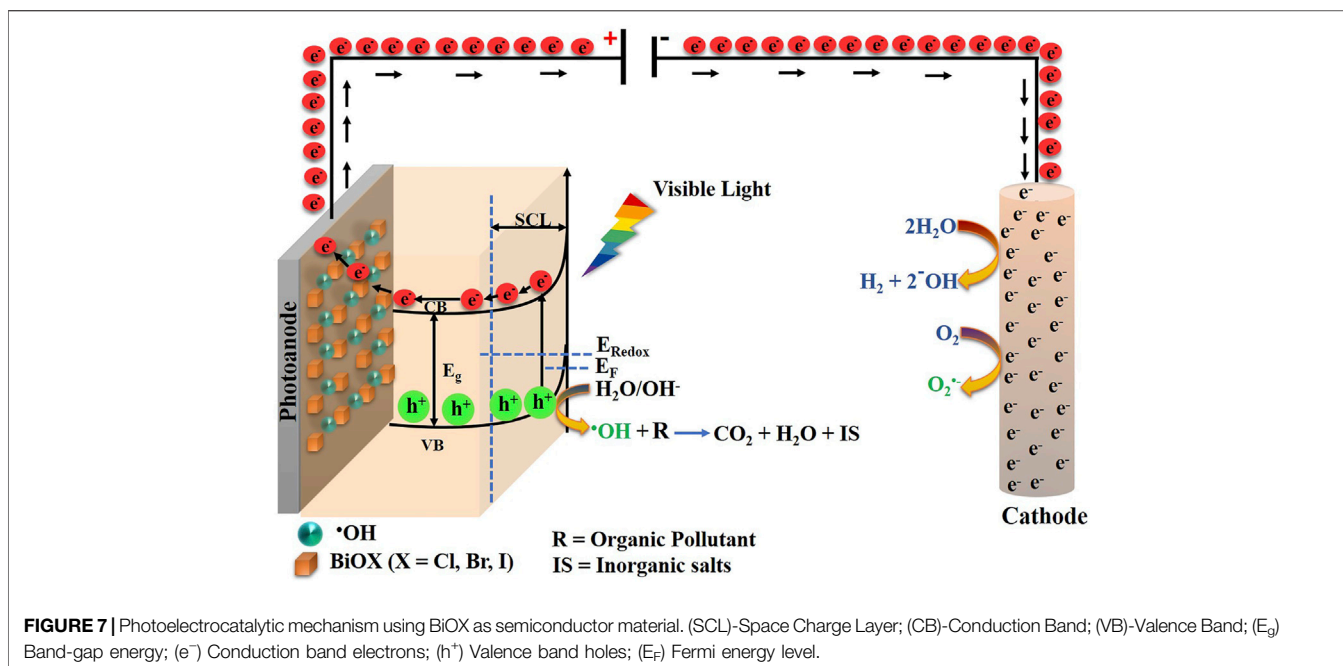 e⁻ e⁻ e⁻ e⁻ e⁻ e⁻ e⁻ e⁻ e⁻ e⁻ e⁻ + - e⁻ e⁻ e⁻ e⁻ e⁻ e⁻ e⁻ e⁻ e⁻ e⁻ e⁻ e⁻ e⁻ e⁻
e⁻ e⁻
e⁻ e⁻
e⁻ e⁻
e⁻ e⁻
e⁻ e⁻
e⁻
Visible Light
SCL
e⁻ e⁻ e⁻ e⁻ e⁻ e⁻
CB
Photoanode
E_Redox
E_F
E_g
h⁺ h⁺ h⁺ h⁺
H₂O/OH⁻
•OH + R → CO₂ + H₂O + IS
VB
2H₂O
H₂ + 2⁻OH
O₂
O₂•⁻
e⁻ e⁻ e⁻ e⁻ e⁻ e⁻ e⁻ e⁻ e⁻ e⁻
Cathode
•OH
BiOX (X = Cl, Br, I)
R = Organic Pollutant
IS = Inorganic salts
FIGURE 7 | Photoelectrocatalytic mechanism using BiOX as semiconductor material. (SCL)-Space Charge Layer; (CB)-Conduction Band; (VB)-Valence Band; (E_g)
Band-gap energy; (e⁻) Conduction band electrons; (h⁺) Valence band holes; (E_F) Fermi energy level.